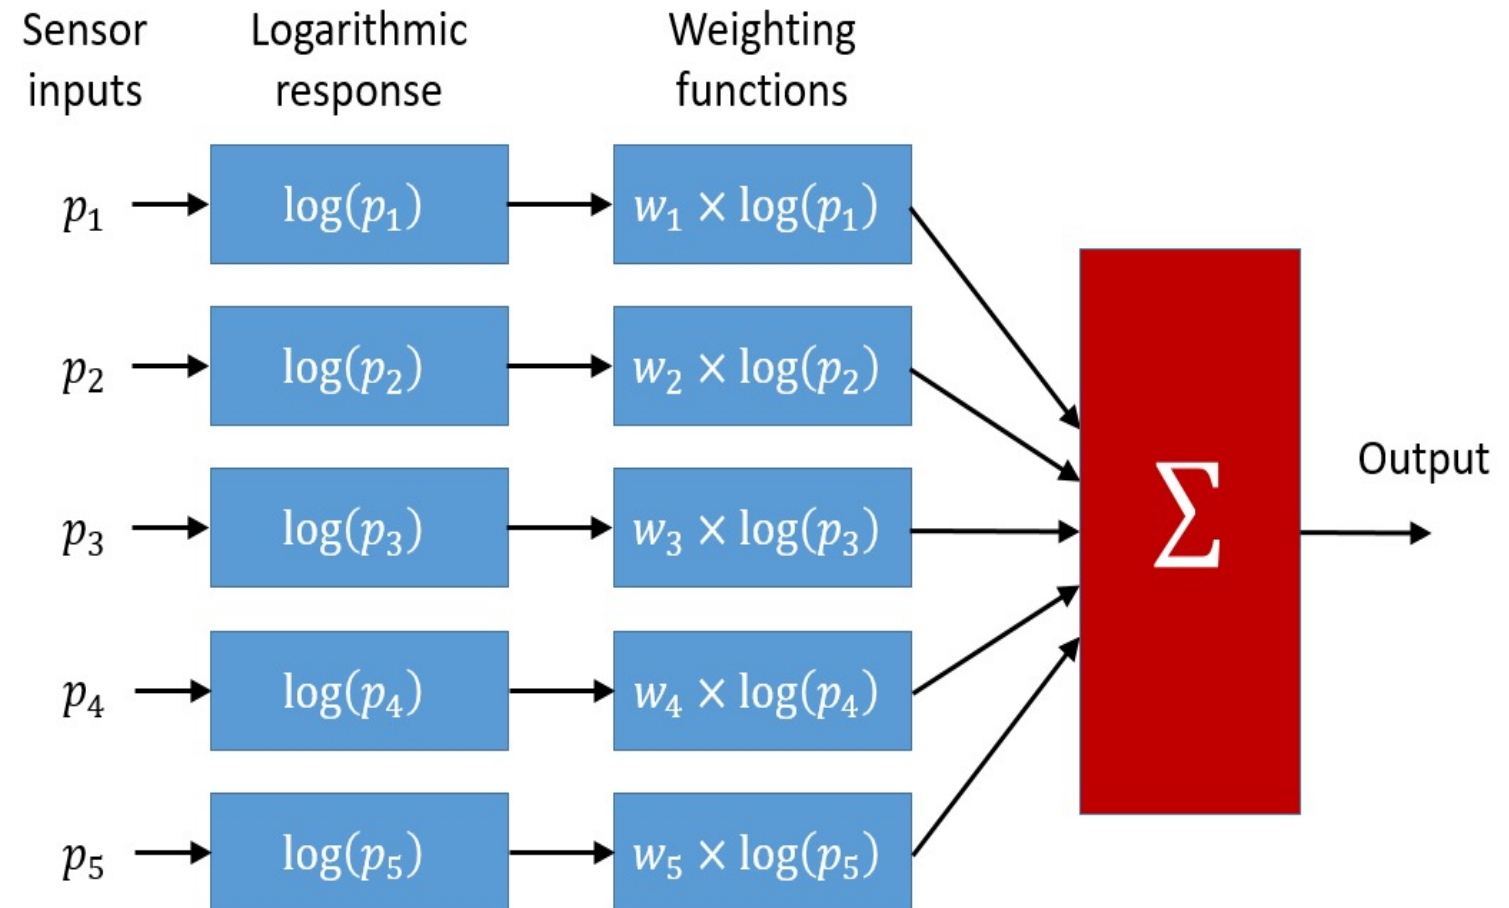 Sensor inputs
Logarithmic response
Weighting functions
p₁ log(p₁) w₁ × log(p₁)
p₂ log(p₂) w₂ × log(p₂)
p₃ log(p₃) w₃ × log(p₃)
p₄ log(p₄) w₄ × log(p₄)
p₅ log(p₅) w₅ × log(p₅)
∑
Output